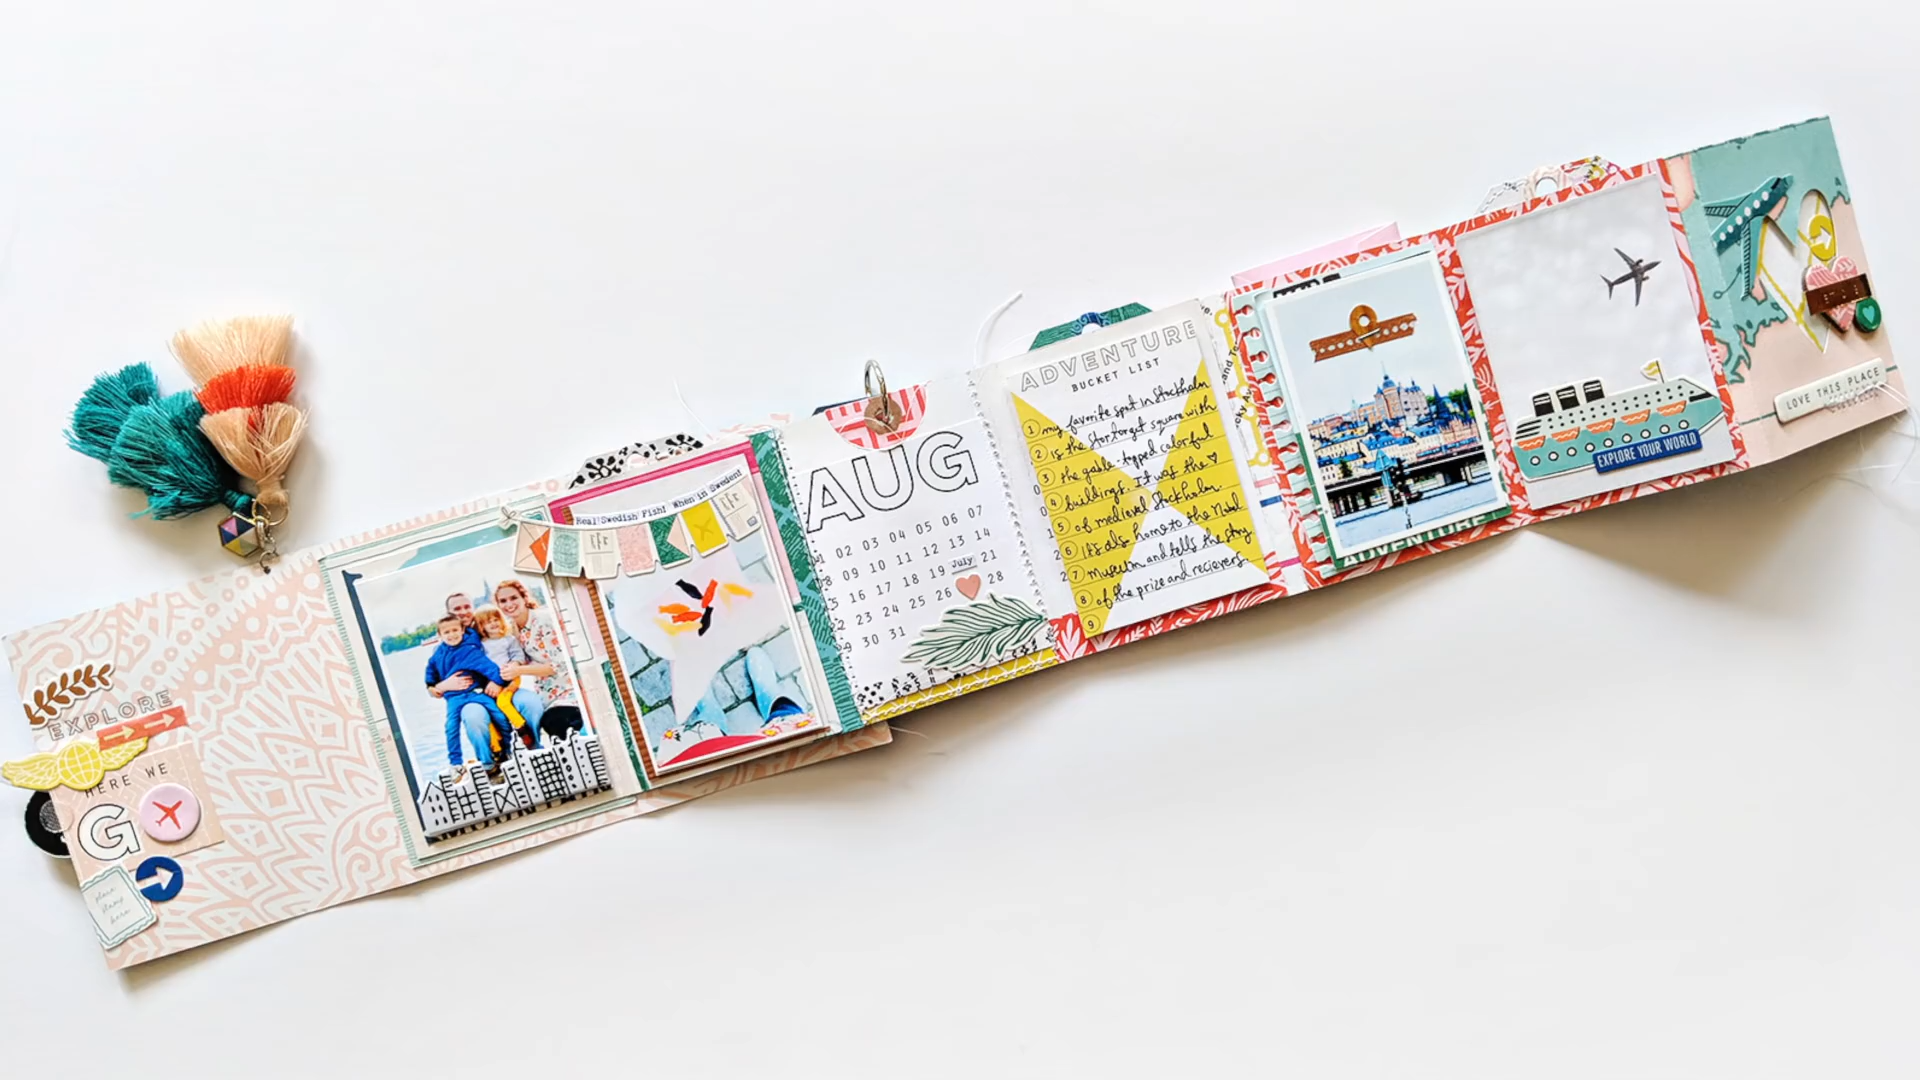 EXPLORE
HERE WE
GO
place
stamp
here
Real Swedish Fish! When in Sweden!
MOUNTAIN
AUG
01 02 03 04 05 06 07
08 09 10 11 12 13 14
15 16 17 18 19 July 21
22 23 24 25 26 28
29 30 31
ADVENTURE
BUCKET LIST
1 my favorite spot in Stockholm
2 is the Stortorget square with
3 the gable-topped colorful
4 buildings. It was the ♡
5 of medieval Stockholm.
6 It's also home to the Nobel
7 museum and tells the story
8 of the prize and recievers.
9
ADVENTURE
EXPLORE YOUR WORLD
LOVE THIS PLACE